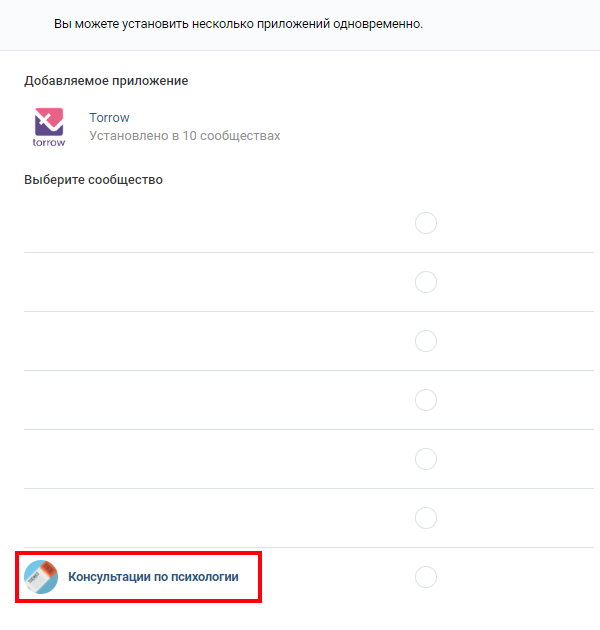 Вы можете установить несколько приложений одновременно.
Добавляемое приложение
Torrow
Установлено в 10 сообществах
torrow
Выберите сообщество
Консультации по психологии